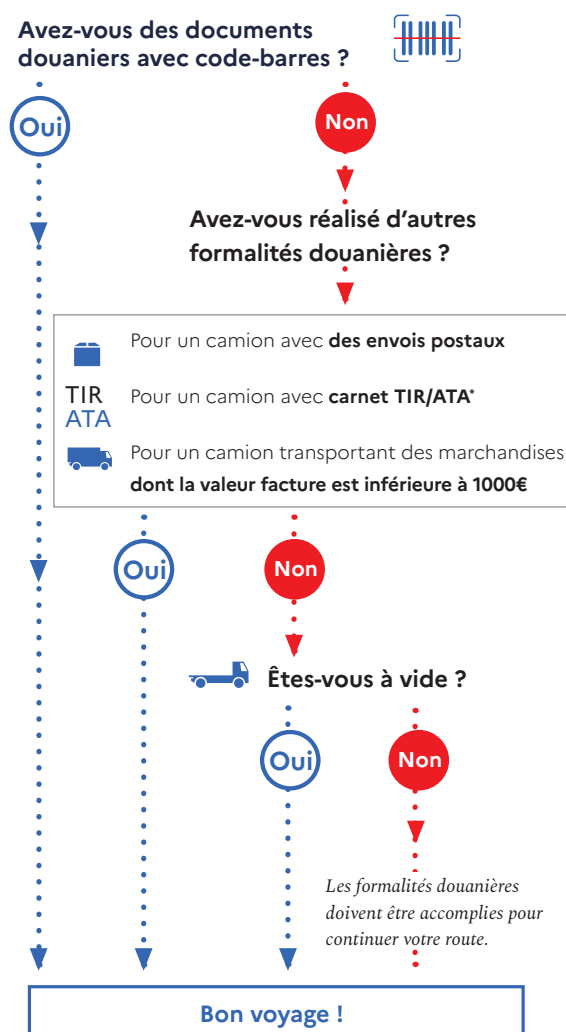 Avez-vous des documents
douaniers avec code-barres ?
Oui
Non
Avez-vous réalisé d'autres
formalités douanières ?
Pour un camion avec des envois postaux
TIR
ATA
Pour un camion avec carnet TIR/ATA*
Pour un camion transportant des marchandises
dont la valeur facture est inférieure à 1000€
Oui
Non
Êtes-vous à vide ?
Oui
Non
Les formalités douanières
doivent être accomplies pour
continuer votre route.
Bon voyage !